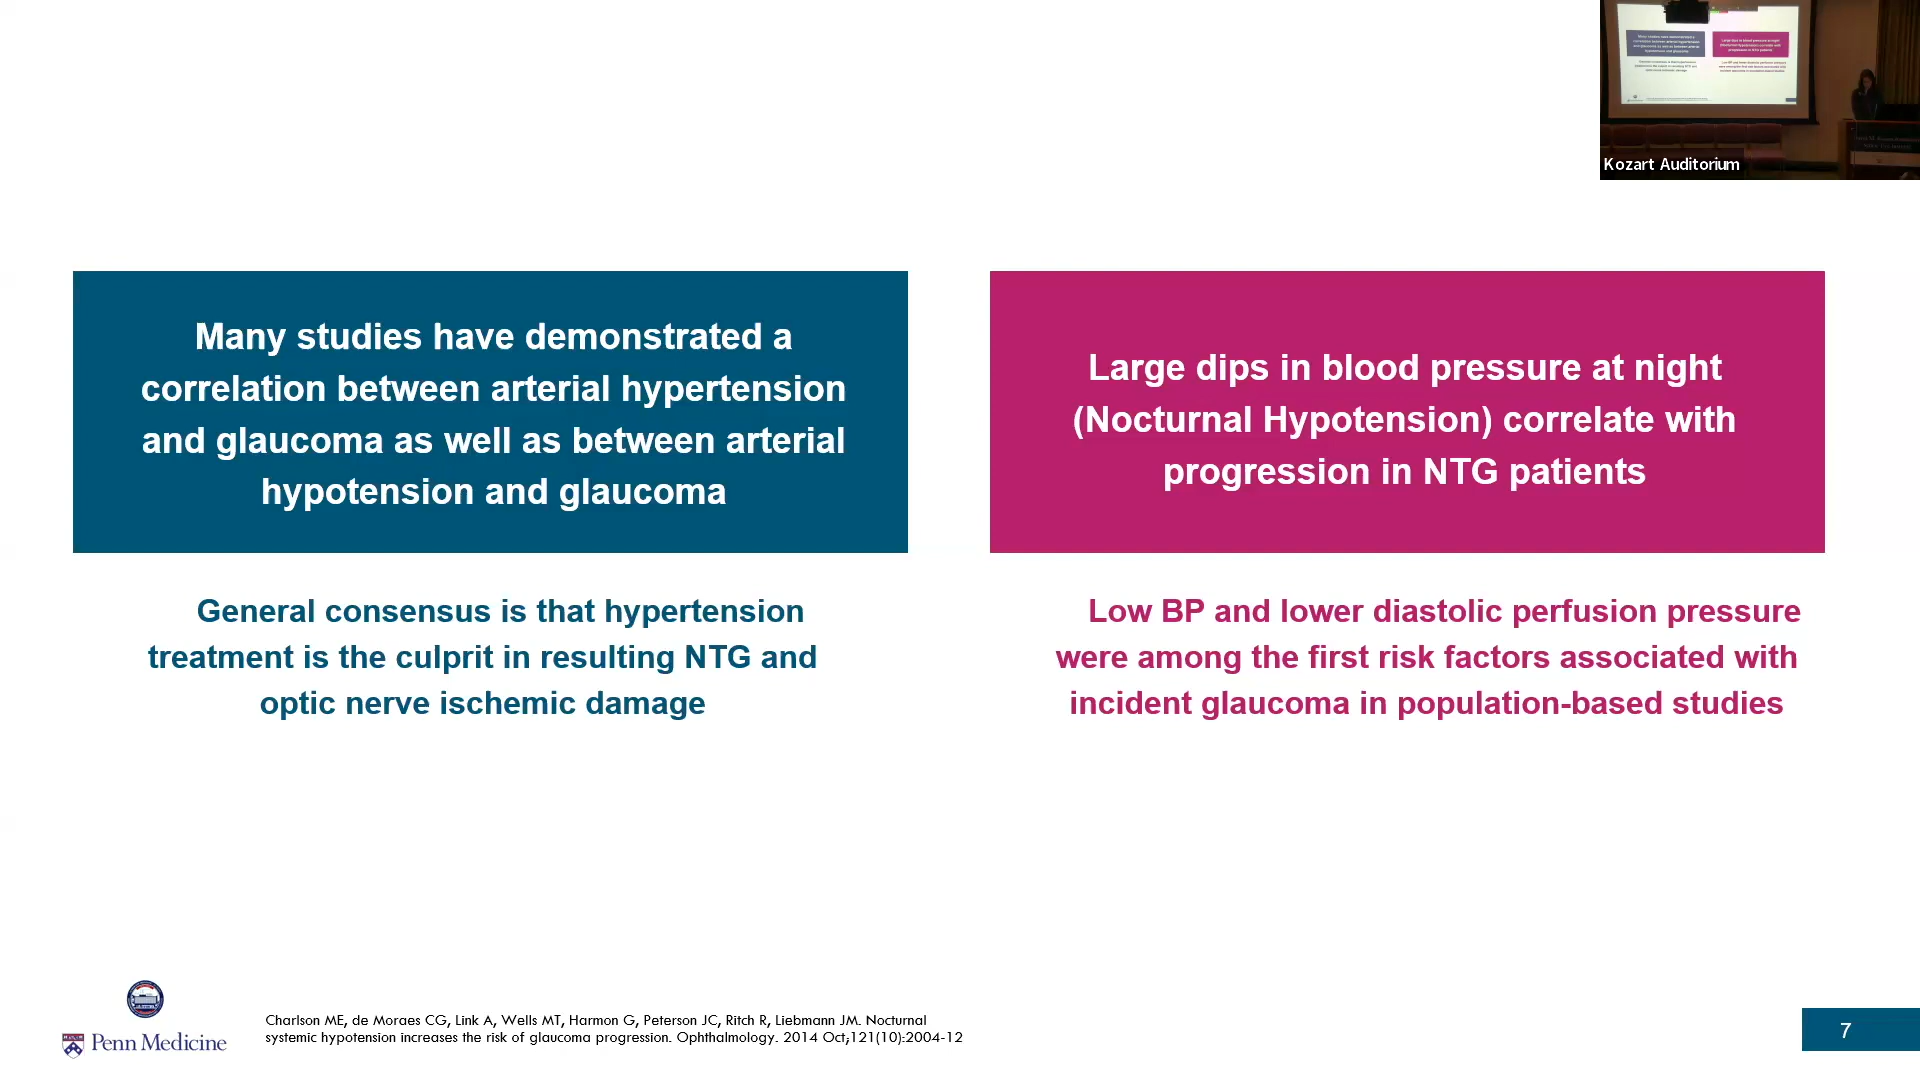 Kozart Auditorium
Many studies have demonstrated a
correlation between arterial hypertension
and glaucoma as well as between arterial
hypotension and glaucoma
General consensus is that hypertension
treatment is the culprit in resulting NTG and
optic nerve ischemic damage
Large dips in blood pressure at night
(Nocturnal Hypotension) correlate with
progression in NTG patients
Low BP and lower diastolic perfusion pressure
were among the first risk factors associated with
incident glaucoma in population-based studies
Penn Medicine
Charlson ME, de Moraes CG, Link A, Wells MT, Harmon G, Peterson JC, Ritch R, Liebmann JM. Nocturnal
systemic hypotension increases the risk of glaucoma progression. Ophthalmology. 2014 Oct;121(10):2004-12
7